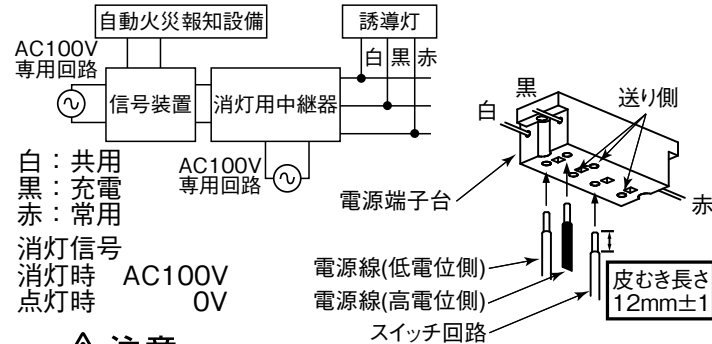 自動火災報知設備
誘導灯
AC100V
専用回路
白 黒 赤
信号装置
消灯用中継器
AC100V
専用回路
白：共用
黒：充電
赤：常用
消灯信号
消灯時 AC100V
点灯時 0V
黒
白
送り側
電源端子台
赤
電源線(低電位側)
電源線(高電位側)
スイッチ回路
皮むき長さ
12mm±1
注意